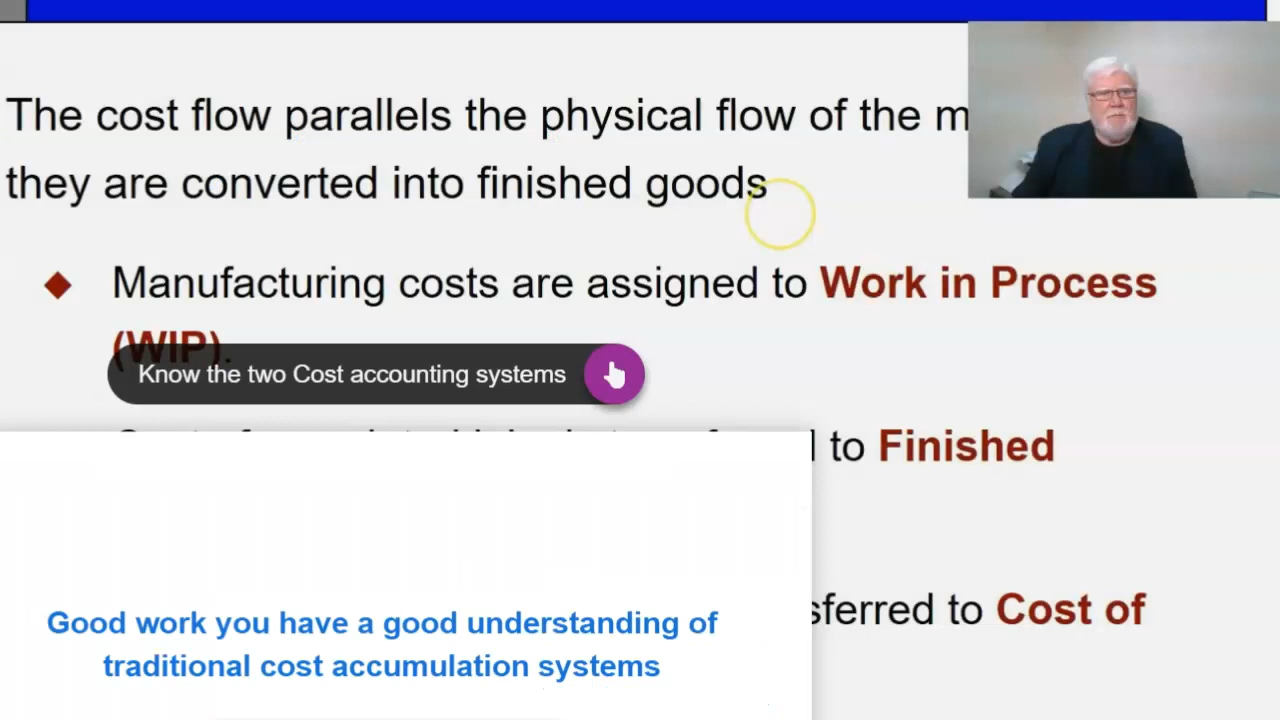 The cost flow parallels the physical flow of the
they are converted into finished goods
Manufacturing costs are assigned to Work in Process
(WIP).
Know the two Cost accounting systems
to Finished
to Cost of
Good work you have a good understanding of
traditional cost accumulation systems